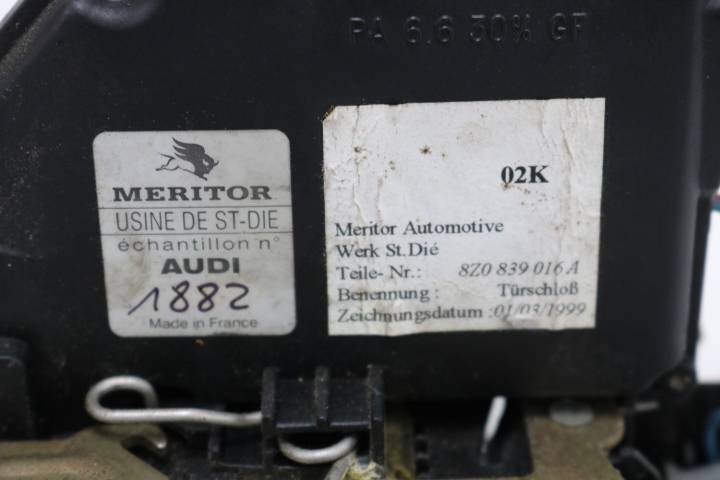 PA 6.6 30% GF
MERITOR
USINE DE ST-DIE
échantillon n°
AUDI
1882
Made in France
02K
Meritor Automotive
Werk St.Dié
Teile- Nr.: 8Z0 839 016 A
Benennung : Türschloß
Zeichnungsdatum :01/03/1999